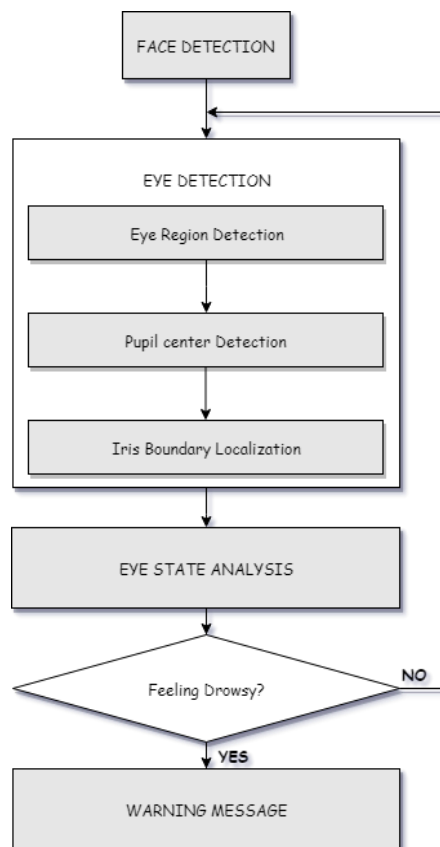 FACE DETECTION
EYE DETECTION
Eye Region Detection
Pupil center Detection
Iris Boundary Localization
EYE STATE ANALYSIS
Feeling Drowsy?
NO
YES
WARNING MESSAGE